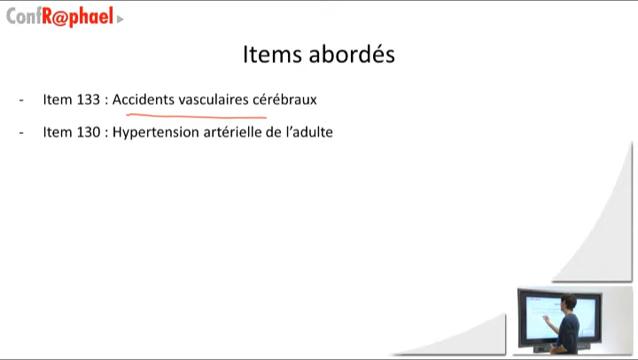 ConfR@phael
Items abordés
- Item 133 : Accidents vasculaires cérébraux
- Item 130 : Hypertension artérielle de l'adulte